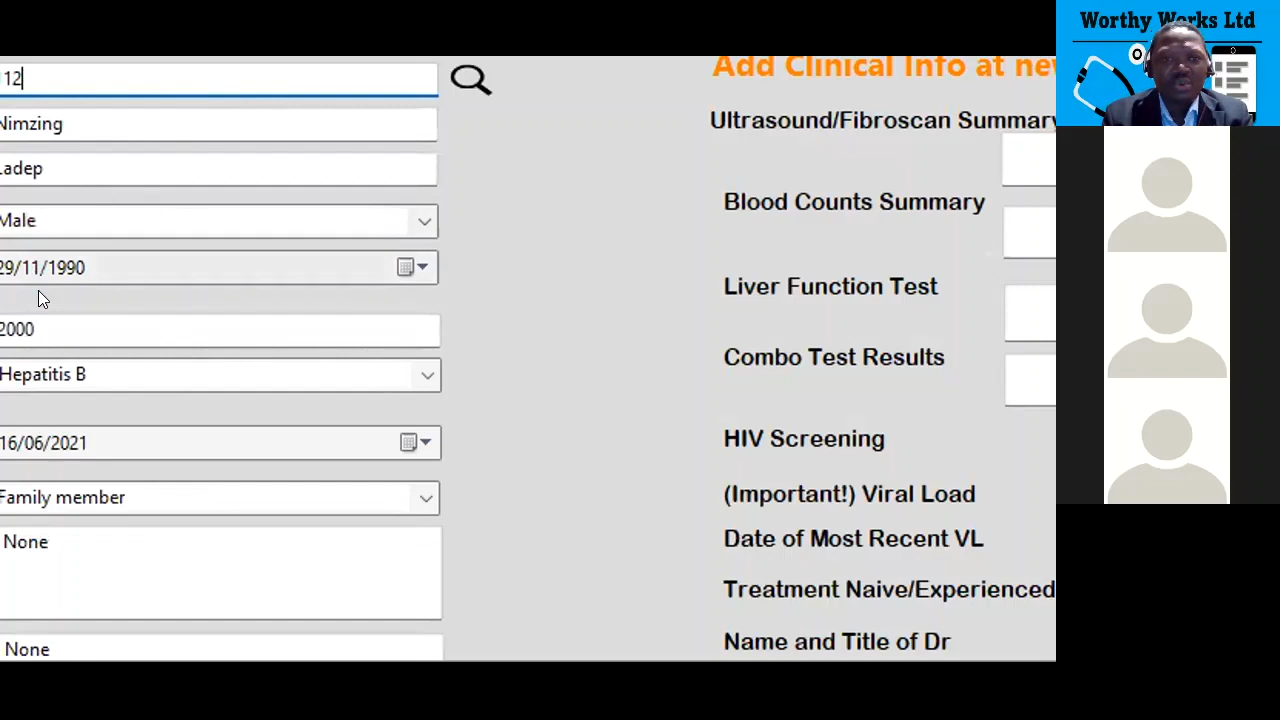 Worthy Works Ltd
112
Nimzing
Ladep
Male
29/11/1990
2000
Hepatitis B
16/06/2021
Family member
None
None
Add Clinical Info at ne
Ultrasound/Fibroscan Summary
Blood Counts Summary
Liver Function Test
Combo Test Results
HIV Screening
(Important!) Viral Load
Date of Most Recent VL
Treatment Naive/Experienced
Name and Title of Dr